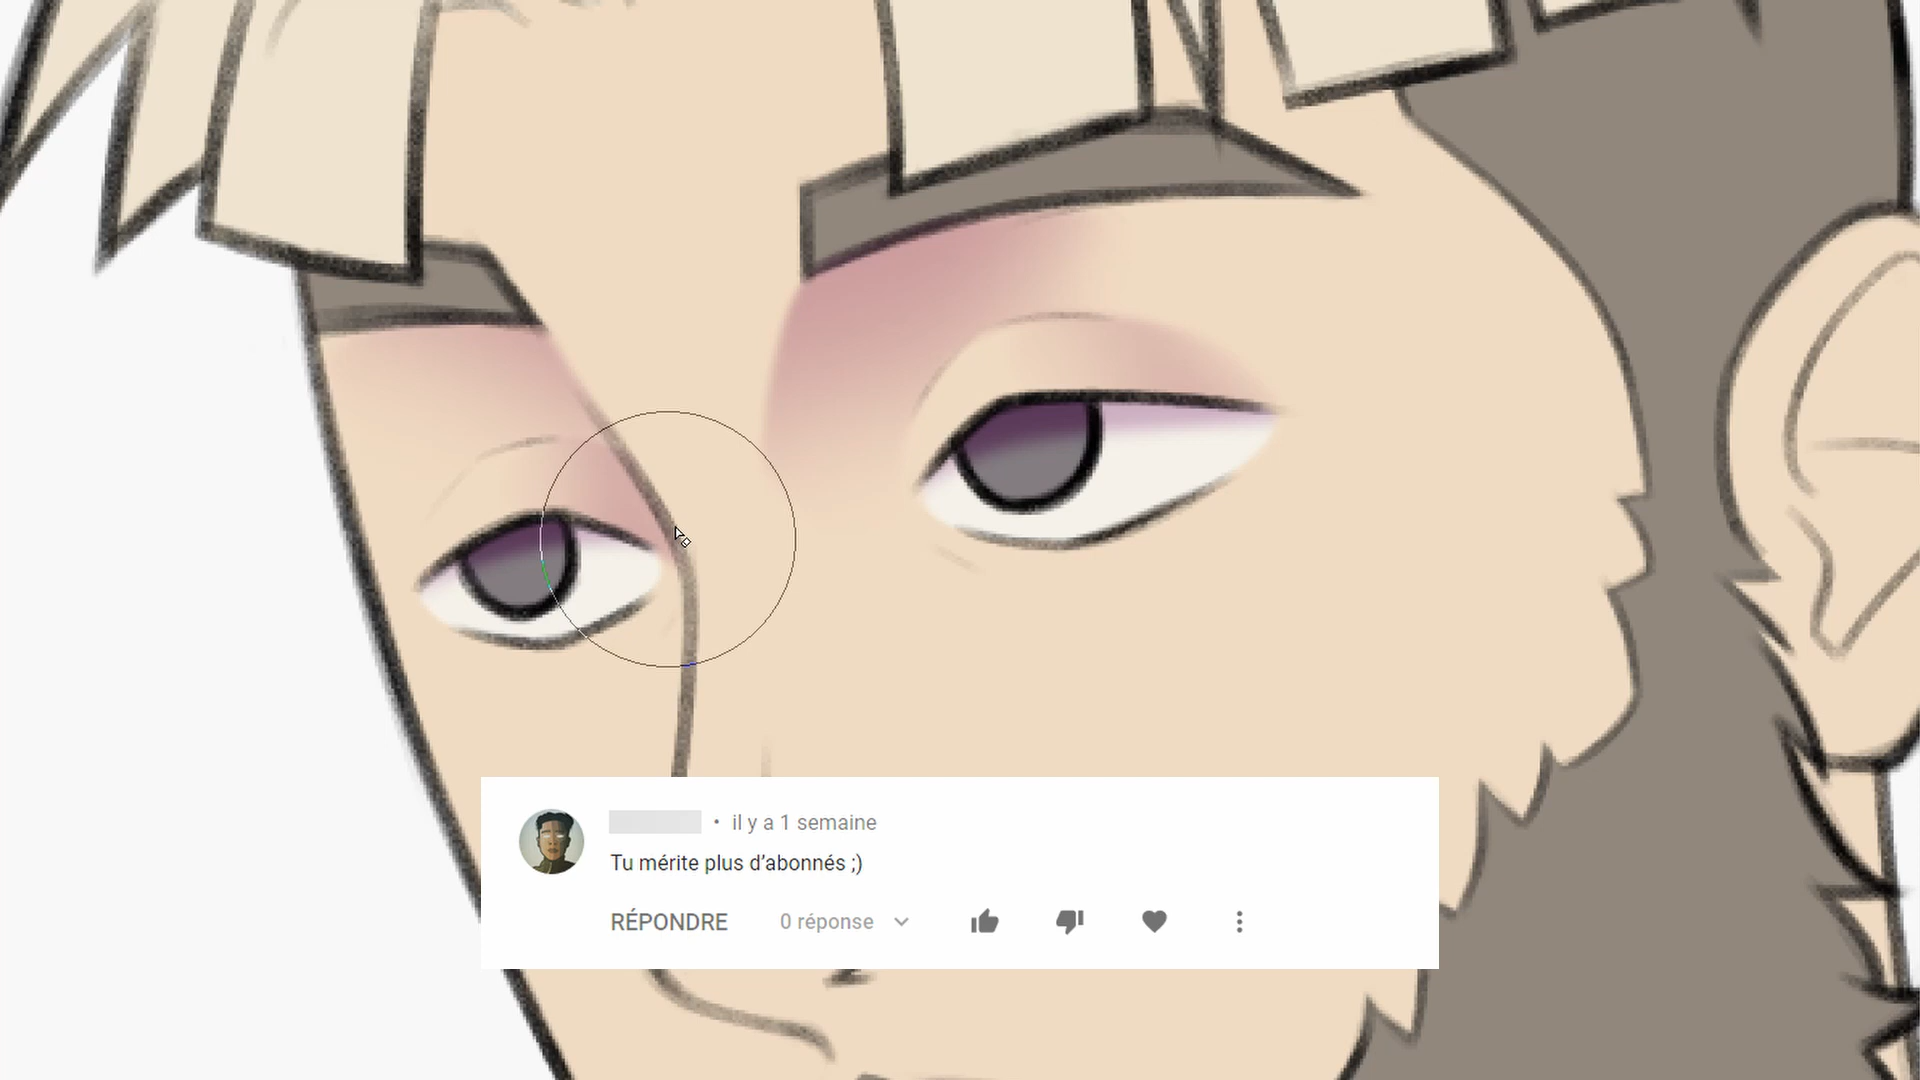 • il y a 1 semaine
Tu mérite plus d’abonnés ;)
RÉPONDRE 0 réponse